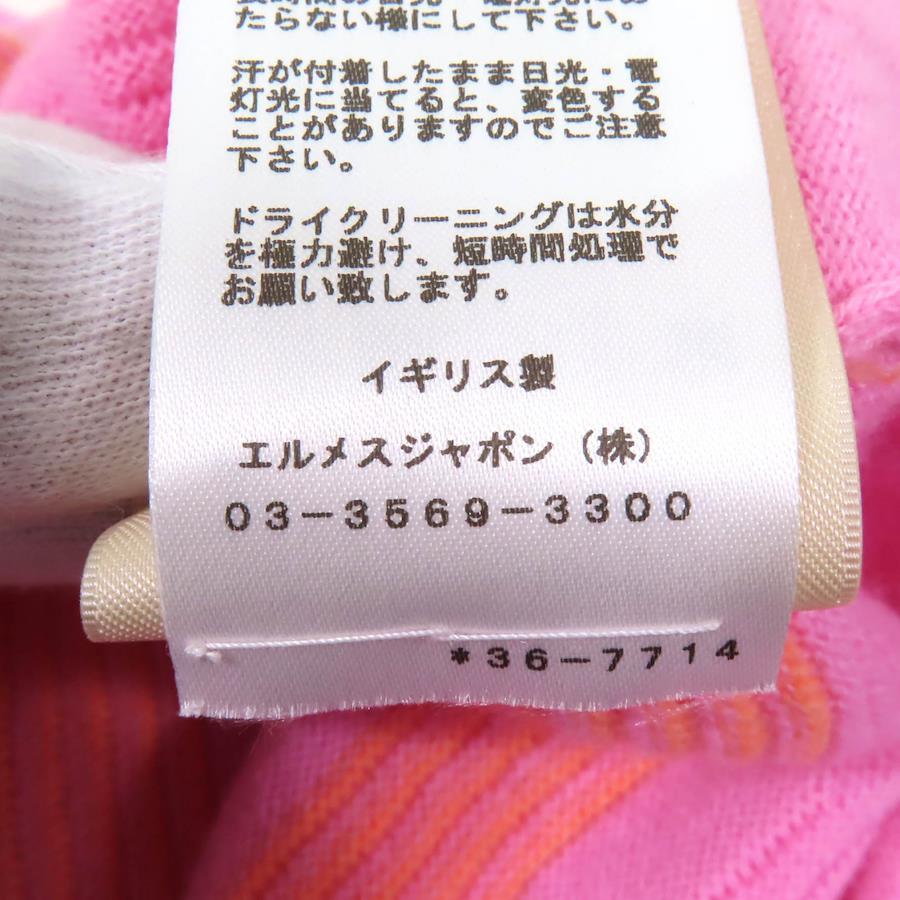 たらない様にして下さい。
汗が付着したまま日光・電
灯光に当てると、変色する
ことがありますのでご注意
下さい。
ドライクリーニングは水分
を極力避け、短時間処理で
お願い致します。
イギリス製
エルメスジャポン（株）
03-3569-3300
*36-7714